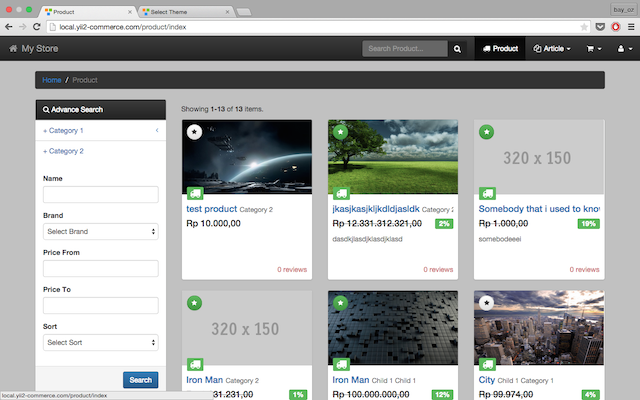 Product
Select Theme
bay_oz
local.yii2-commerce.com/product/index
My Store
Search Product...
Product
Article
Home / Product
Advance Search
+ Category 1
+ Category 2
Name
Brand
Select Brand
Price From
Price To
Sort
Select Sort
Search
Showing 1-13 of 13 items.
test product Category 2
Rp 10.000,00
0 reviews
jkasjkasjkljkdldjasldk Category 2
Rp 12.331.312.321,00
2%
dasdkjlasdjklasdjklasd
0 reviews
320 x 150
Somebody that i used to know
Rp 1.000,00
19%
somebodeeei
0 reviews
320 x 150
Iron Man Category 2
31.231,00
1%
Iron Man Child 1 Child 1
Rp 100.000.000,00
12%
City Child 1 Category 1
Rp 99.974,00
4%
local.yii2-commerce.com/product/index